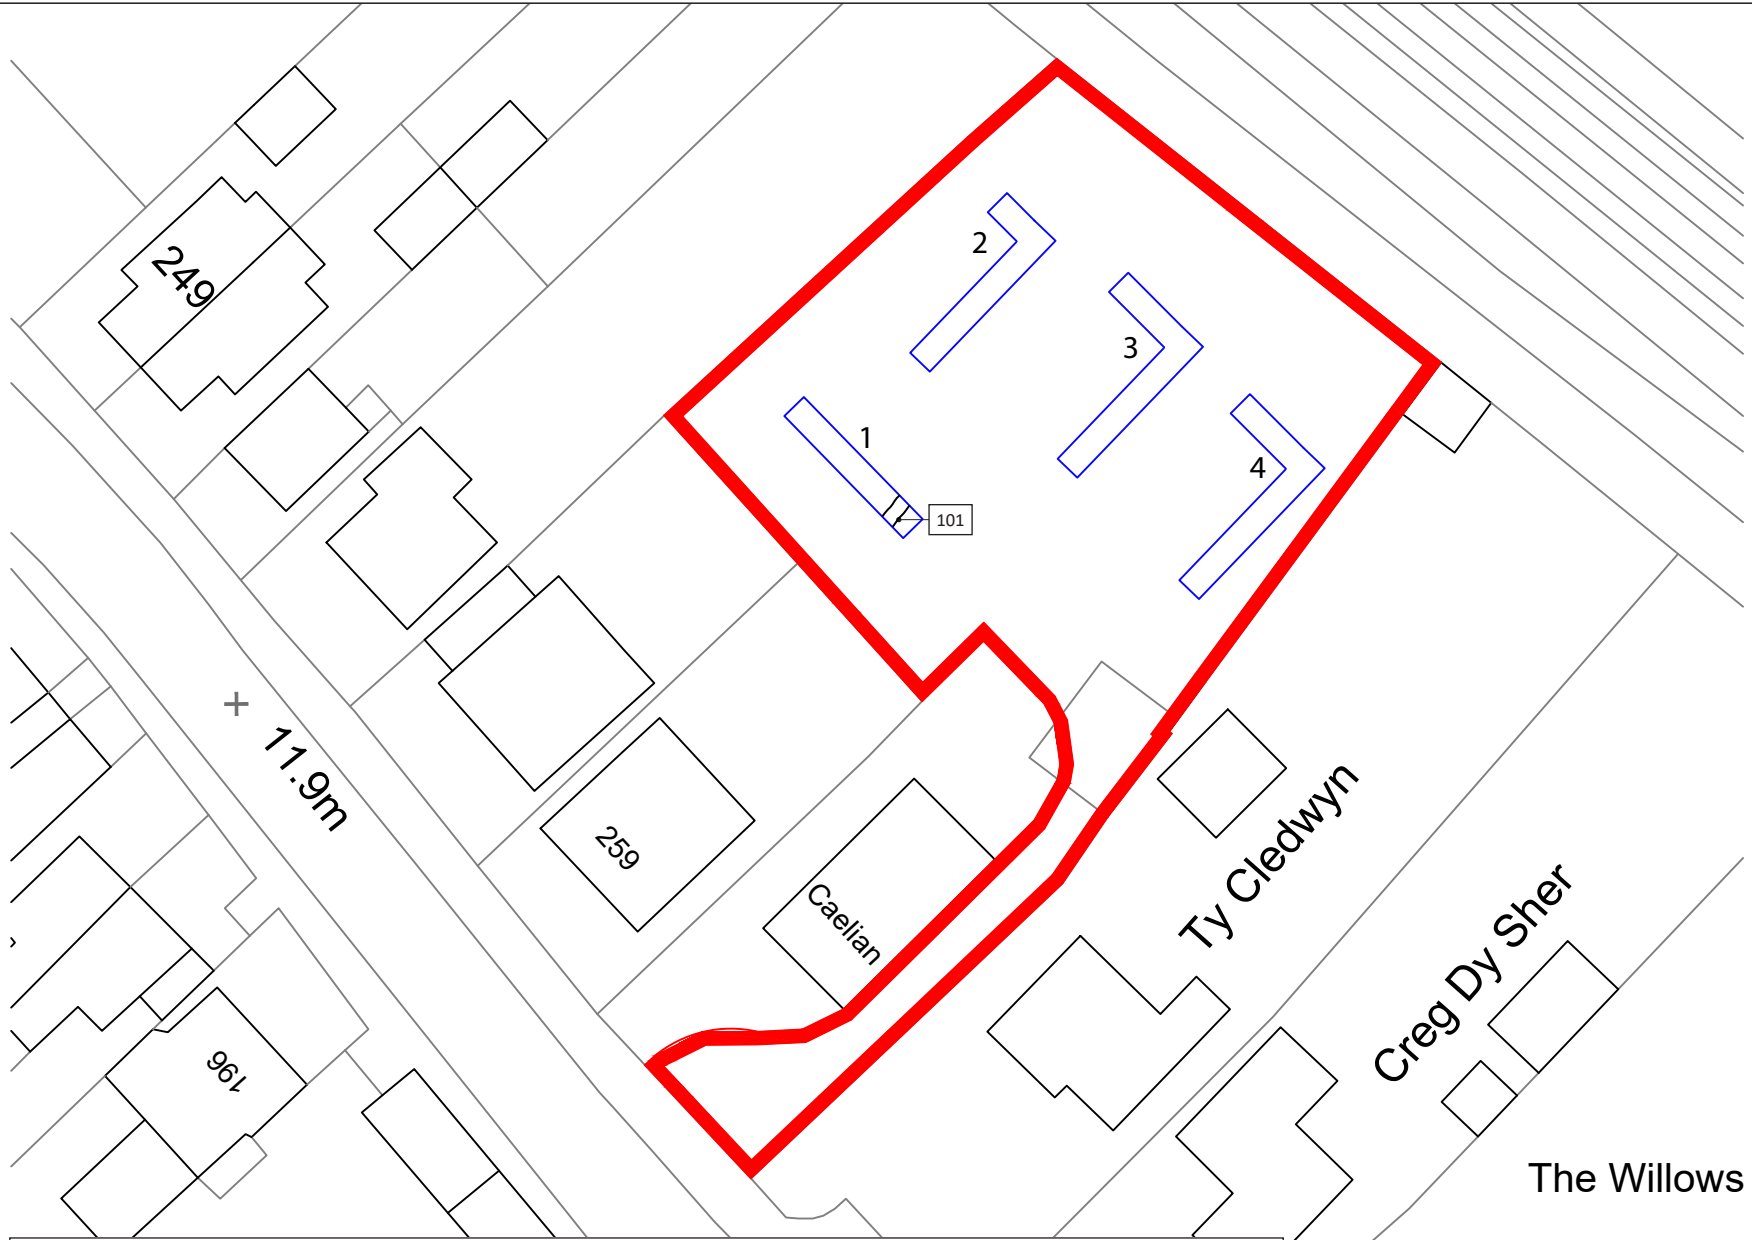 249
2
3
1
4
101
11.9m
259
Caelian
Ty Cledwyn
Creg Dy Sher
196
The Willows